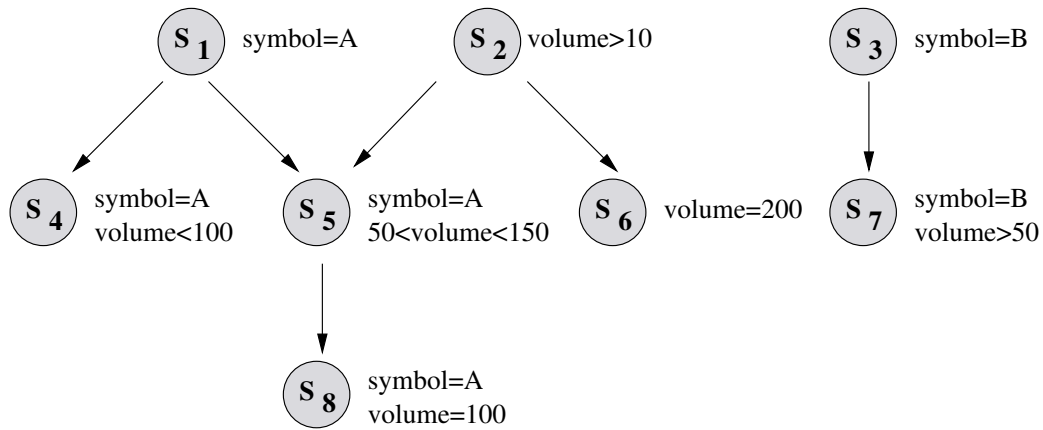 S1 symbol=A
S2 volume>10
S3 symbol=B
S4 symbol=A
volume<100
S5 symbol=A
50<volume<150
S6 volume=200
S7 symbol=B
volume>50
S8 symbol=A
volume=100